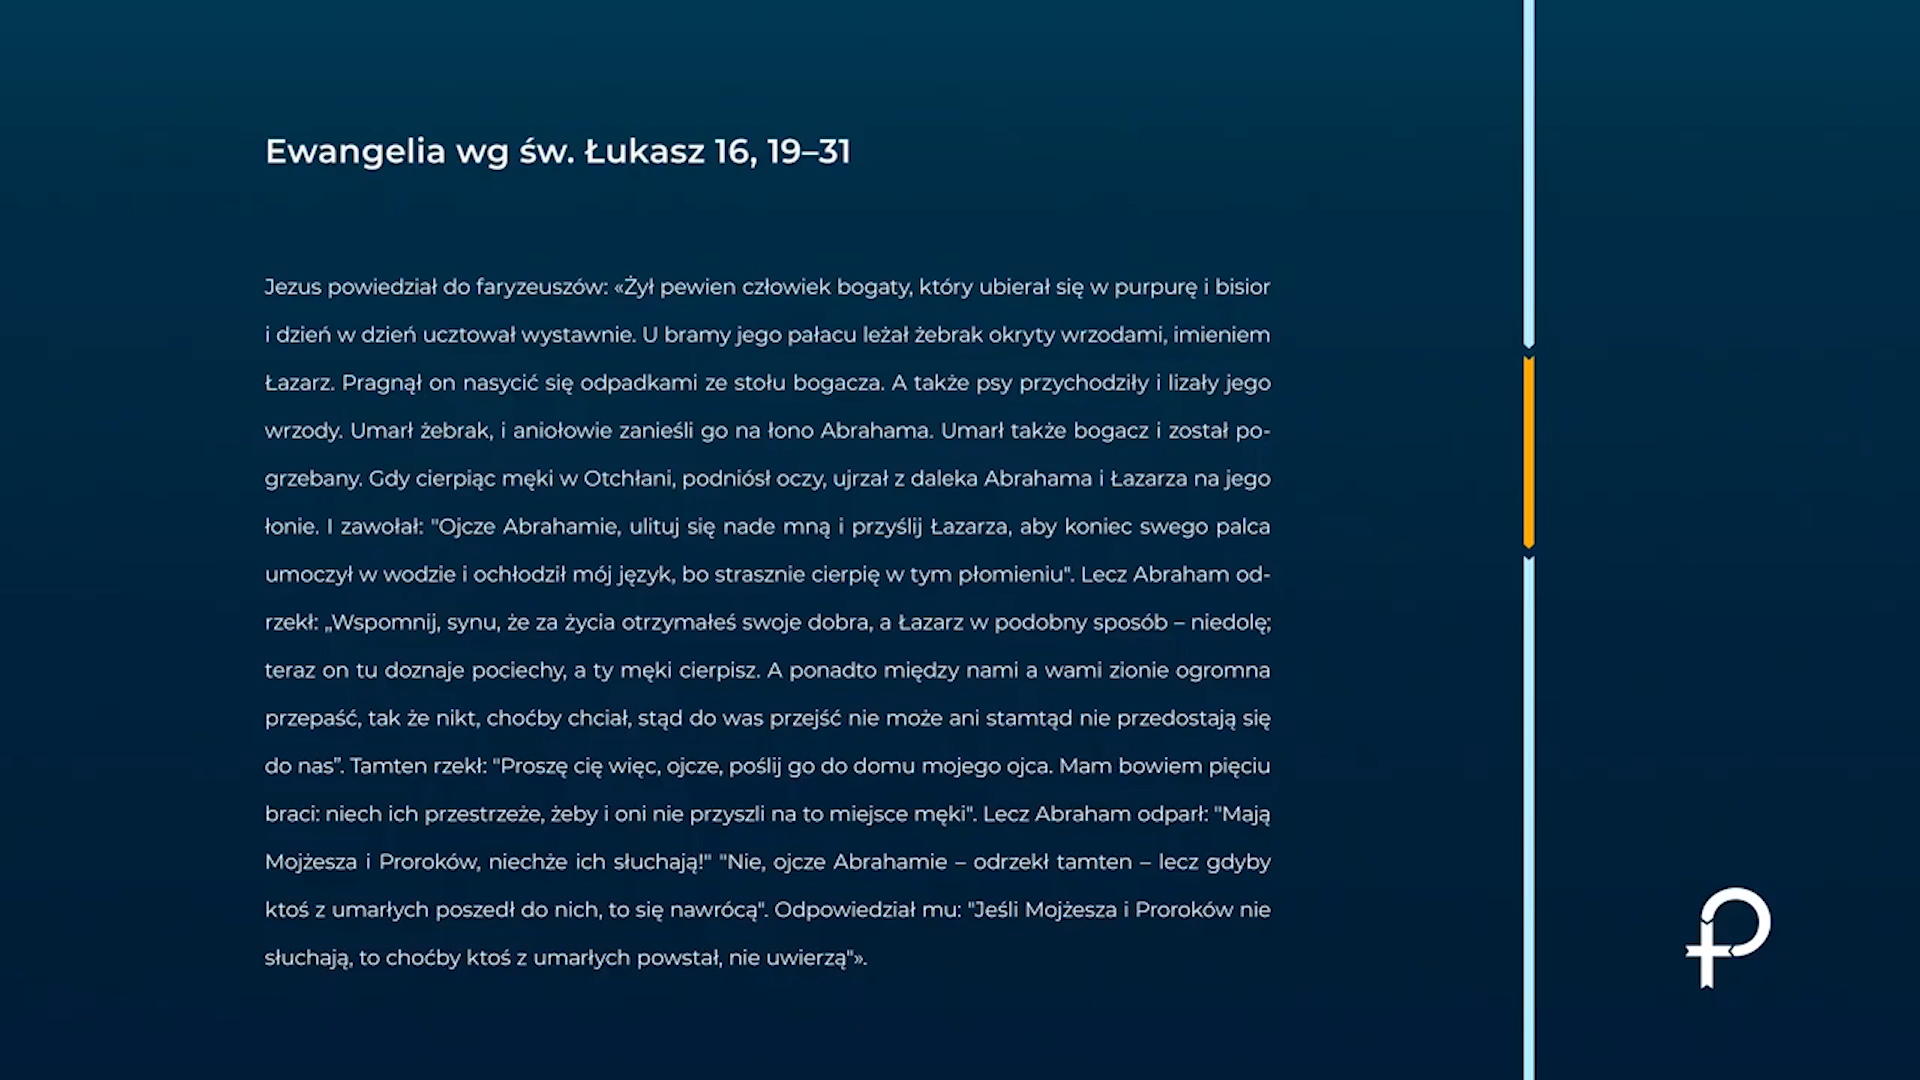 Ewangelia wg św. Łukasz 16, 19–31
Jezus powiedział do faryzeuszów: «Żył pewien człowiek bogaty, który ubierał się w purpurę i bisior
i dzień w dzień ucztował wystawnie. U bramy jego pałacu leżał żebrak okryty wrzodami, imieniem
Łazarz. Pragnął on nasycić się odpadkami ze stołu bogacza. A także psy przychodziły i lizały jego
wrzody. Umarł żebrak, i aniołowie zanieśli go na łono Abrahama. Umarł także bogacz i został po-
grzebany. Gdy cierpiąc męki w Otchłani, podniósł oczy, ujrzał z daleka Abrahama i Łazarza na jego
łonie. I zawołał: "Ojcze Abrahamie, ulituj się nade mną i przyślij Łazarza, aby koniec swego palca
umoczył w wodzie i ochłodził mój język, bo strasznie cierpię w tym płomieniu". Lecz Abraham od-
rzekł: „Wspomnij, synu, że za życia otrzymałeś swoje dobra, a Łazarz w podobny sposób – niedolę;
teraz on tu doznaje pociechy, a ty męki cierpisz. A ponadto między nami a wami zionie ogromna
przepaść, tak że nikt, choćby chciał, stąd do was przejść nie może ani stamtąd nie przedostają się
do nas”. Tamten rzekł: "Proszę cię więc, ojcze, poślij go do domu mojego ojca. Mam bowiem pięciu
braci: niech ich przestrzeże, żeby i oni nie przyszli na to miejsce męki". Lecz Abraham odparł: "Mają
Mojżesza i Proroków, niechże ich słuchają!" "Nie, ojcze Abrahamie – odrzekł tamten – lecz gdyby
ktoś z umarłych poszedł do nich, to się nawrócą". Odpowiedział mu: "Jeśli Mojżesza i Proroków nie
słuchają, to choćby ktoś z umarłych powstał, nie uwierzą"».